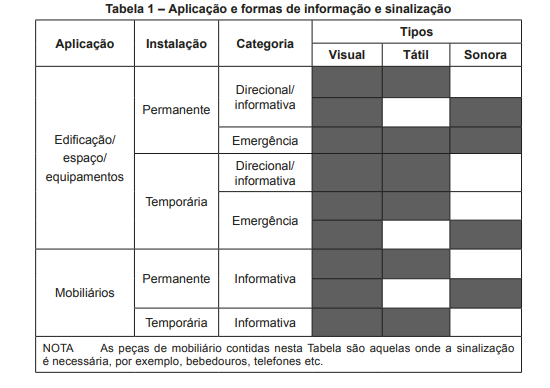 Tabela 1 – Aplicação e formas de informação e sinalização
Aplicação
Instalação
Categoria
Tipos
Visual
Tátil
Sonora
Edificação/
espaço/
equipamentos
Permanente
Direcional/
informativa
Emergência
Temporária
Direcional/
informativa
Emergência
Mobiliários
Permanente
Informativa
Temporária
Informativa
NOTA As peças de mobiliário contidas nesta Tabela são aquelas onde a sinalização
é necessária, por exemplo, bebedouros, telefones etc.